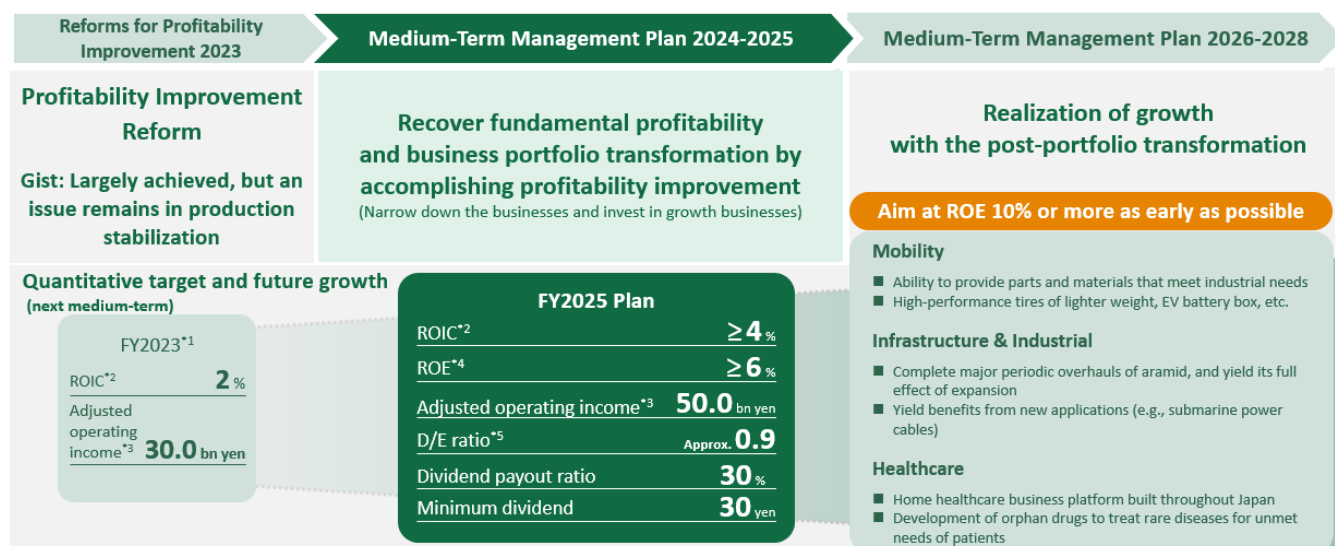 Reforms for Profitability
Improvement 2023
Medium-Term Management Plan 2024-2025
Medium-Term Management Plan 2026-2028
Profitability Improvement
Reform
Gist: Largely achieved, but an
issue remains in production
stabilization
Recover fundamental profitability
and business portfolio transformation by
accomplishing profitability improvement
(Narrow down the businesses and invest in growth businesses)
Realization of growth
with the post-portfolio transformation
Aim at ROE 10% or more as early as possible
Quantitative target and future growth
(next medium-term)
FY2023*1
ROIC*2 2 %
Adjusted
operating
income*3 30.0 bn yen
FY2025 Plan
ROIC*2 ≥4 %
ROE*4 ≥6 %
Adjusted operating income*3 50.0 bn yen
D/E ratio*5 Approx. 0.9
Dividend payout ratio 30 %
Minimum dividend 30 yen
Mobility
■ Ability to provide parts and materials that meet industrial needs
■ High-performance tires of lighter weight, EV battery box, etc.
Infrastructure & Industrial
■ Complete major periodic overhauls of aramid, and yield its full
effect of expansion
■ Yield benefits from new applications (e.g., submarine power
cables)
Healthcare
■ Home healthcare business platform built throughout Japan
■ Development of orphan drugs to treat rare diseases for unmet
needs of patients